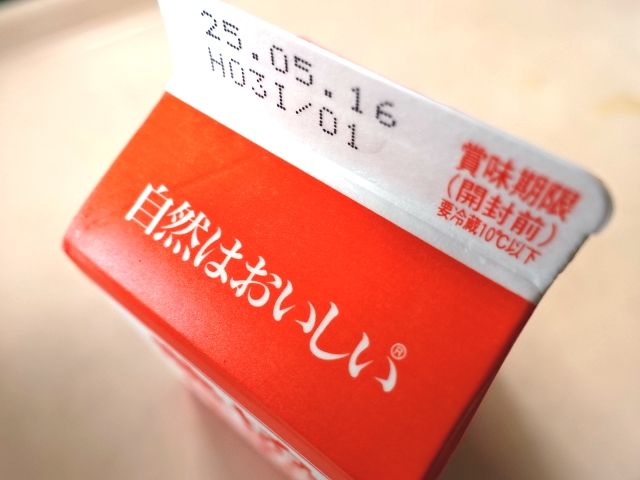 25.05.16
H03I/01
賞味期限
(開封前)
要冷蔵10℃以下
自然はおいしい®